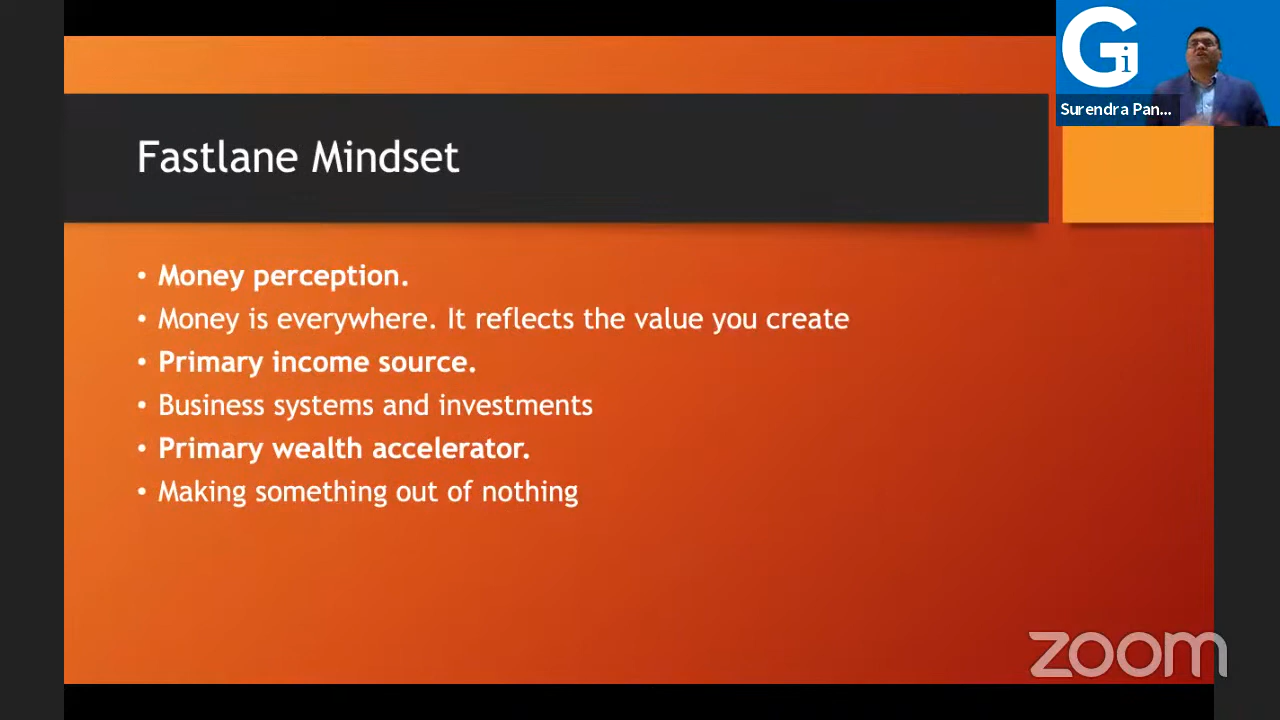 Gi
Surendra Pan...
Fastlane Mindset
• Money perception.
• Money is everywhere. It reflects the value you create
• Primary income source.
• Business systems and investments
• Primary wealth accelerator.
• Making something out of nothing
zoom